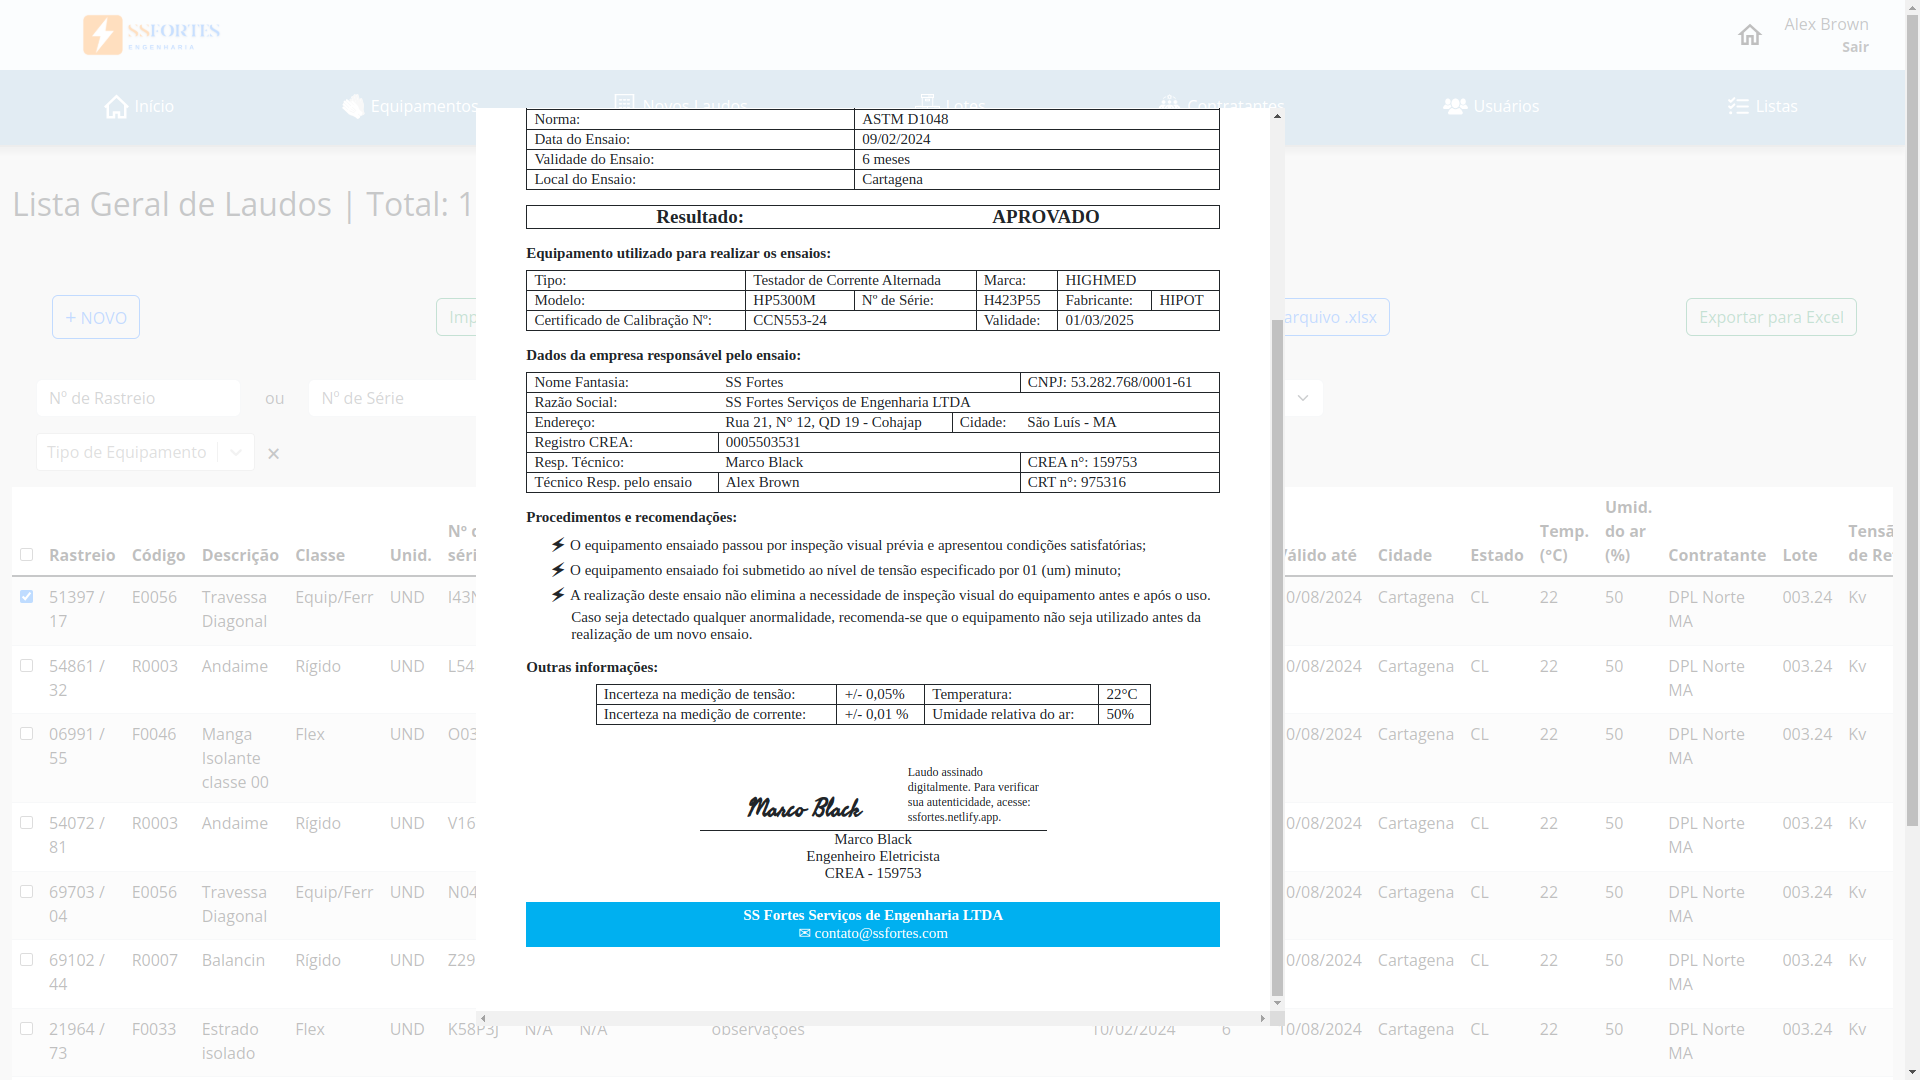 SSFORTES
ENGENHARIA
Alex Brown
Sair
Início
Equipamentos
Novos Laudos
Lotes
Contratantes
Usuários
Listas
Lista Geral de Laudos | Total: 1
+ NOVO
Imp
arquivo .xlsx
Exportar para Excel
Nº de Rastreio
ou
Nº de Série
Tipo de Equipamento
Norma: ASTM D1048
Data do Ensaio: 09/02/2024
Validade do Ensaio: 6 meses
Local do Ensaio: Cartagena
Resultado: APROVADO
Equipamento utilizado para realizar os ensaios:
Tipo: Testador de Corrente Alternada Marca: HIGHMED
Modelo: HP5300M Nº de Série: H423P55 Fabricante: HIPOT
Certificado de Calibração Nº: CCN553-24 Validade: 01/03/2025
Dados da empresa responsável pelo ensaio:
Nome Fantasia: SS Fortes CNPJ: 53.282.768/0001-61
Razão Social: SS Fortes Serviços de Engenharia LTDA
Endereço: Rua 21, N° 12, QD 19 - Cohajap Cidade: São Luís - MA
Registro CREA: 0005503531
Resp. Técnico: Marco Black CREA n°: 159753
Técnico Resp. pelo ensaio Alex Brown CRT n°: 975316
Procedimentos e recomendações:
O equipamento ensaiado passou por inspeção visual prévia e apresentou condições satisfatórias;
O equipamento ensaiado foi submetido ao nível de tensão especificado por 01 (um) minuto;
A realização deste ensaio não elimina a necessidade de inspeção visual do equipamento antes e após o uso.
Caso seja detectado qualquer anormalidade, recomenda-se que o equipamento não seja utilizado antes da
realização de um novo ensaio.
Outras informações:
Incerteza na medição de tensão: +/- 0,05% Temperatura: 22°C
Incerteza na medição de corrente: +/- 0,01 % Umidade relativa do ar: 50%
Marco Black
Laudo assinado
digitalmente. Para verificar
sua autenticidade, acesse:
ssfortes.netlify.app.
Marco Black
Engenheiro Eletricista
CREA - 159753
SS Fortes Serviços de Engenharia LTDA
✉ contato@ssfortes.com
Rastreio Código Descrição Classe Unid. Nº série Válido até Cidade Estado Temp. (°C) Umid. do ar (%) Contratante Lote Tensã de Re
51397 / 17 E0056 Travessa Diagonal Equip/Ferr UND I43 0/08/2024 Cartagena CL 22 50 DPL Norte MA 003.24 Kv
54861 / 32 R0003 Andaime Rígido UND L54 0/08/2024 Cartagena CL 22 50 DPL Norte MA 003.24 Kv
06991 / 55 F0046 Manga Isolante classe 00 Flex UND O03 0/08/2024 Cartagena CL 22 50 DPL Norte MA 003.24 Kv
54072 / 81 R0003 Andaime Rígido UND V16 0/08/2024 Cartagena CL 22 50 DPL Norte MA 003.24 Kv
69703 / 04 E0056 Travessa Diagonal Equip/Ferr UND N04 0/08/2024 Cartagena CL 22 50 DPL Norte MA 003.24 Kv
69102 / 44 R0007 Balancin Rígido UND Z29 0/08/2024 Cartagena CL 22 50 DPL Norte MA 003.24 Kv
21964 / 73 F0033 Estrado isolado Flex UND K58P3J N/A N/A observações 10/02/2024 6 10/08/2024 Cartagena CL 22 50 DPL Norte MA 003.24 Kv